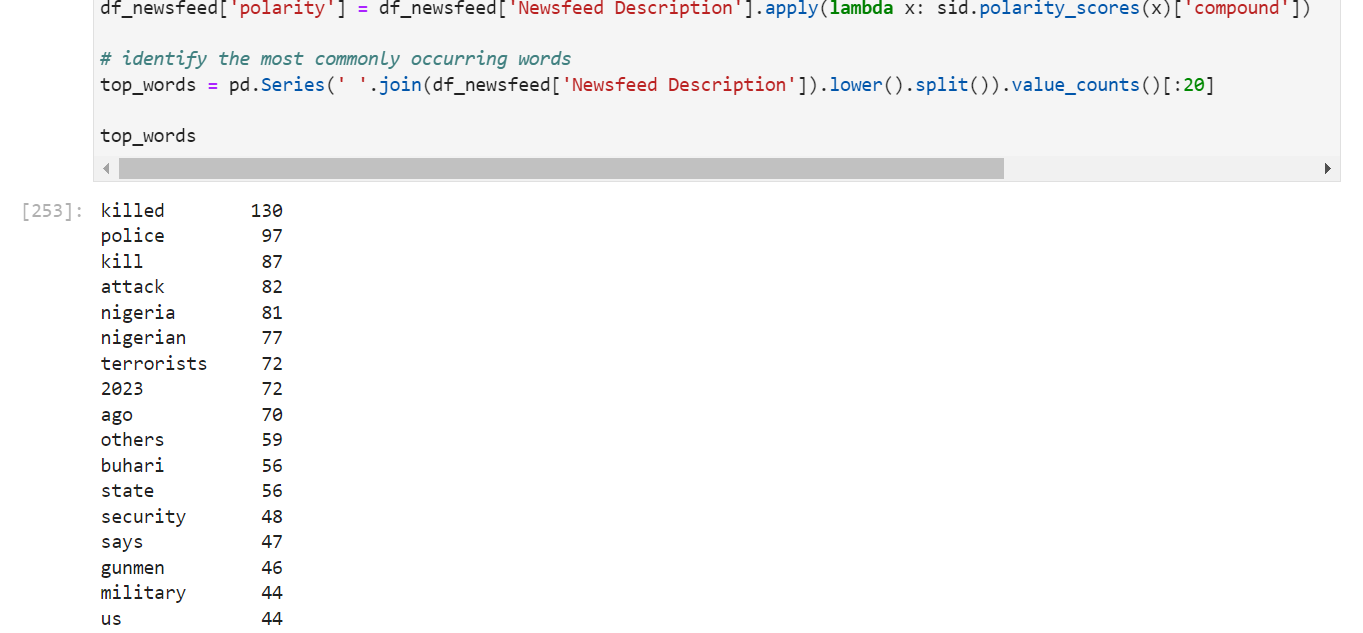 df_newsfeed['polarity'] = df_newsfeed['Newsfeed Description'].apply(lambda x: sid.polarity_scores(x)['compound'])
# identify the most commonly occurring words
top_words = pd.Series(' '.join(df_newsfeed['Newsfeed Description']).lower().split()).value_counts()[:20]
top_words
[253]: killed 130
police 97
kill 87
attack 82
nigeria 81
nigerian 77
terrorists 72
2023 72
ago 70
others 59
buhari 56
state 56
security 48
says 47
gunmen 46
military 44
us 44